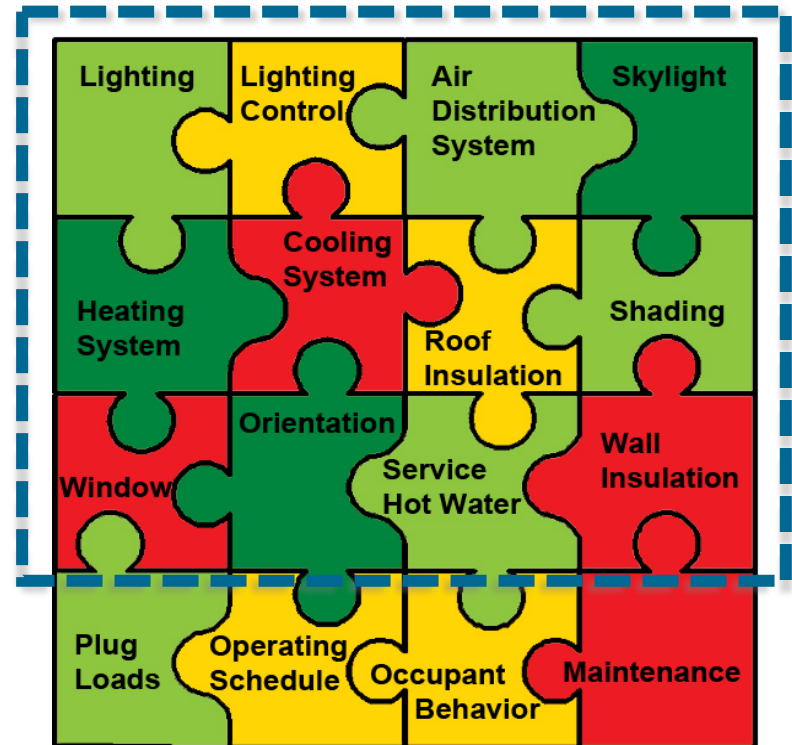 Lighting
Lighting
Control
Air
Distribution
System
Skylight
Heating
System
Cooling
System
Roof
Insulation
Shading
Window
Orientation
Service
Hot Water
Wall
Insulation
Plug
Loads
Operating
Schedule
Occupant
Behavior
Maintenance